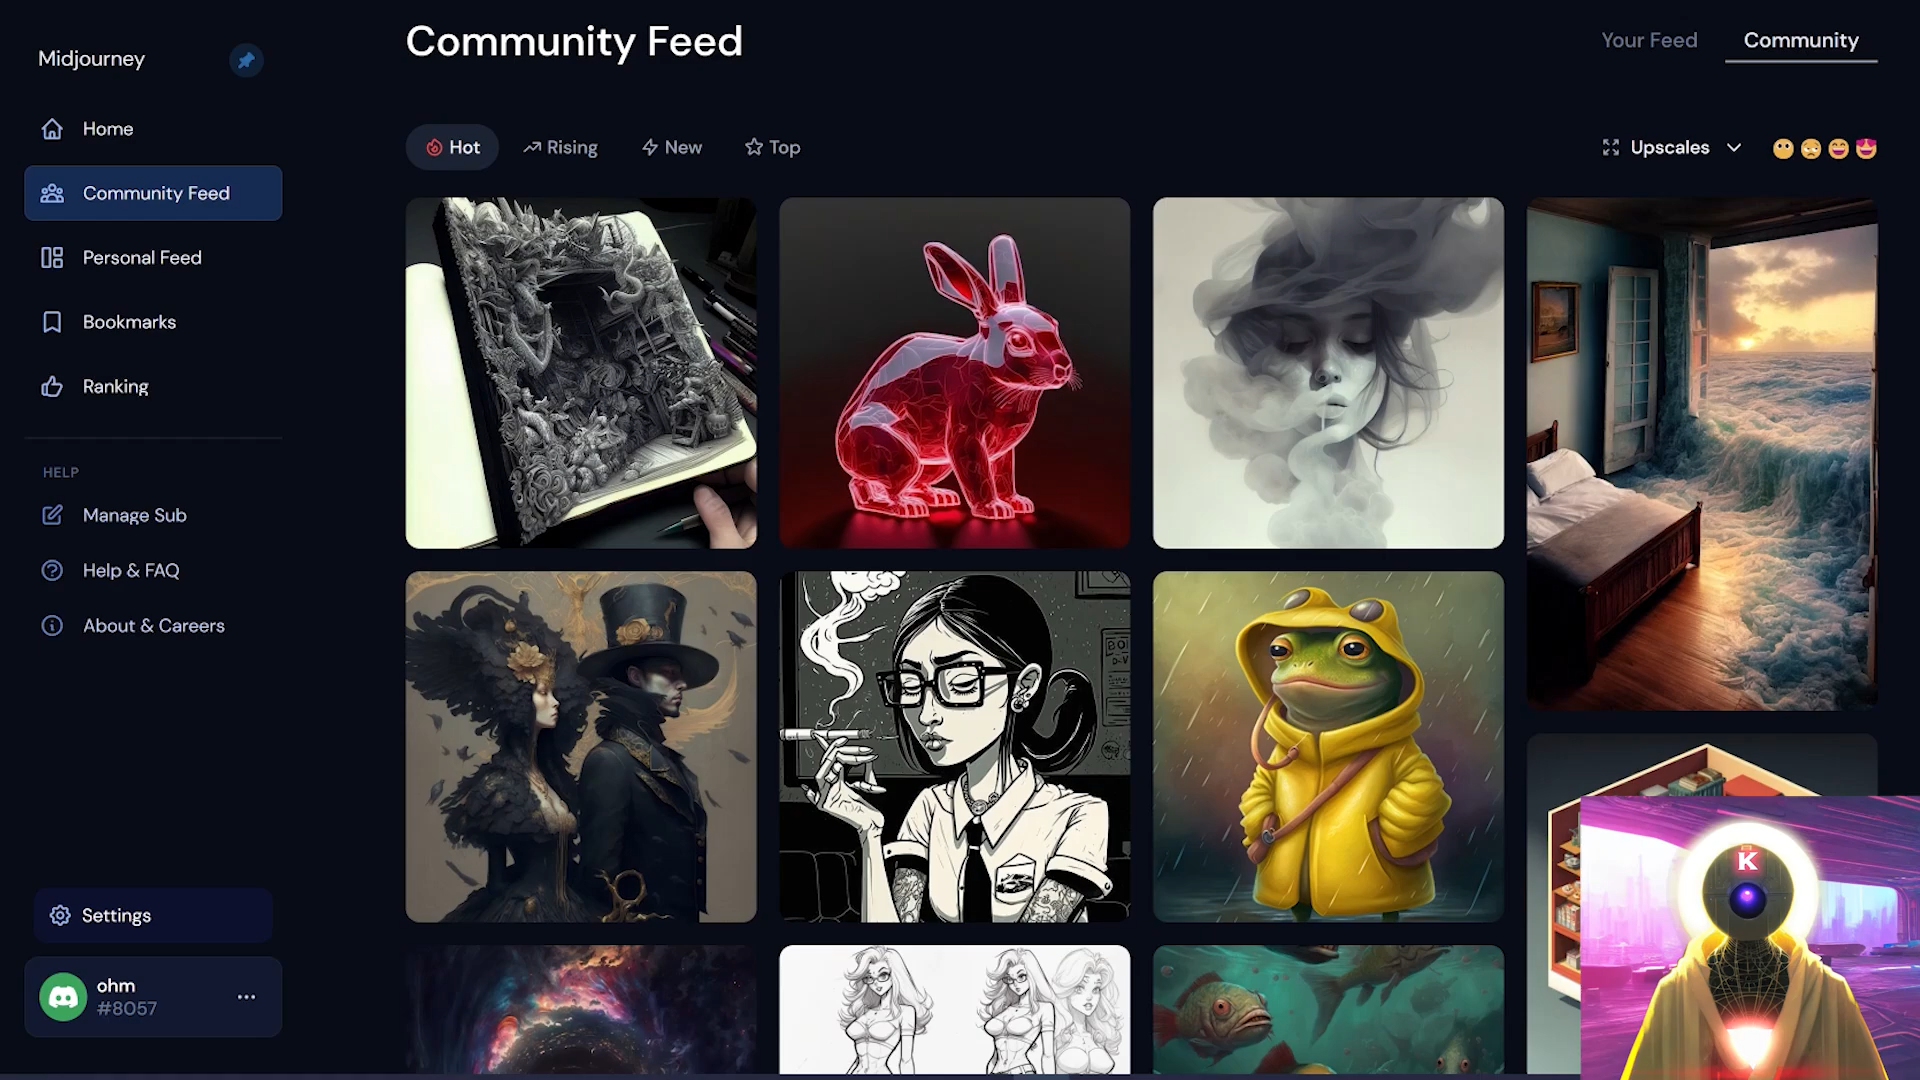 Midjourney
Home
Community Feed
Personal Feed
Bookmarks
Ranking
HELP
Manage Sub
Help & FAQ
About & Careers
Settings
ohm
#8057
Community Feed
Your Feed
Community
Hot
Rising
New
Top
Upscales
K